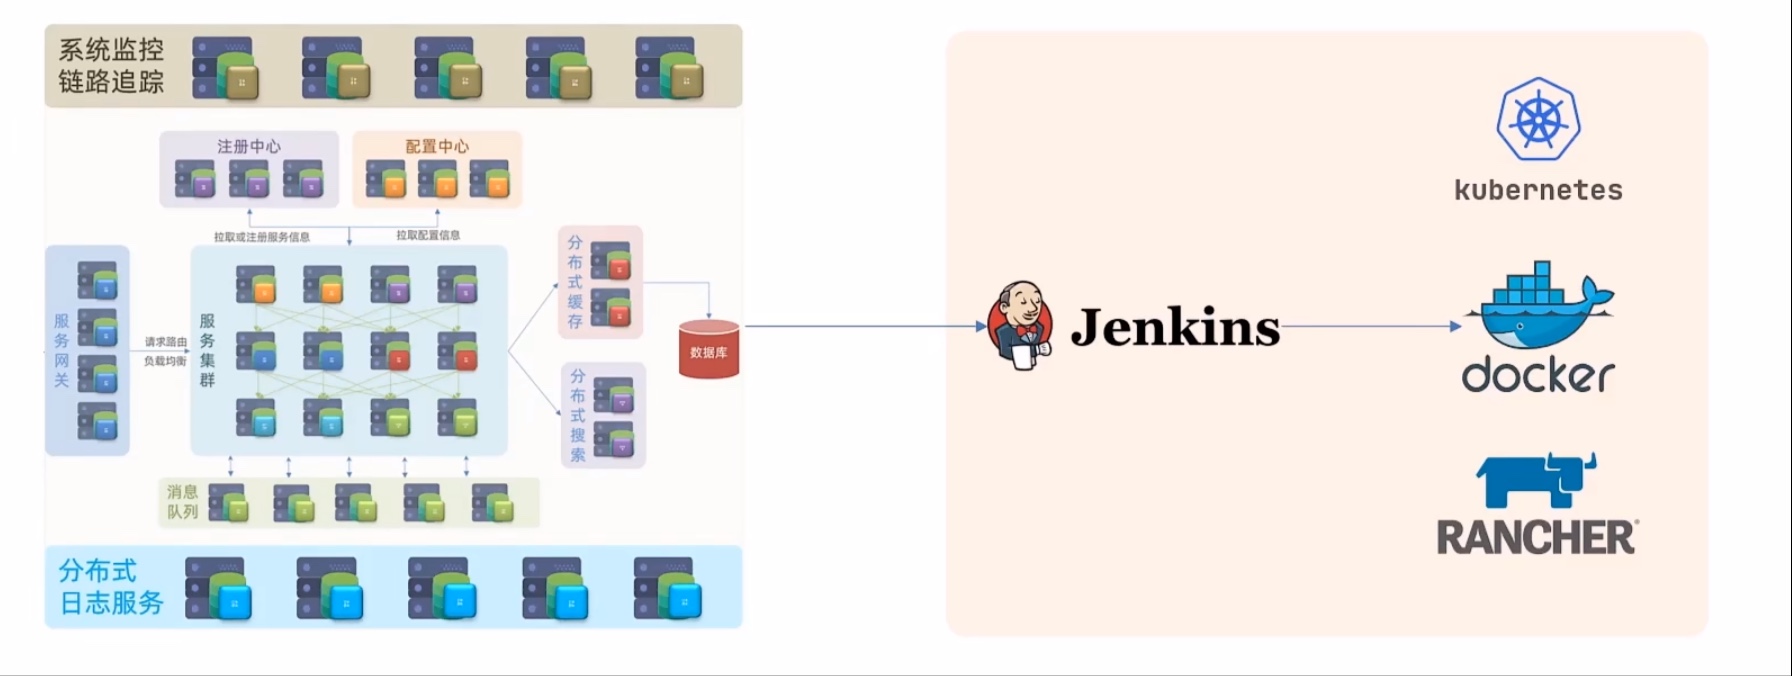 系统监控
链路追踪
注册中心
配置中心
拉取或注册服务信息
拉取配置信息
服务网关
请求路由
负载均衡
服务集群
分布式缓存
数据库
分布式搜索
消息
队列
分布式
日志服务
Jenkins
kubernetes
docker
RANCHER